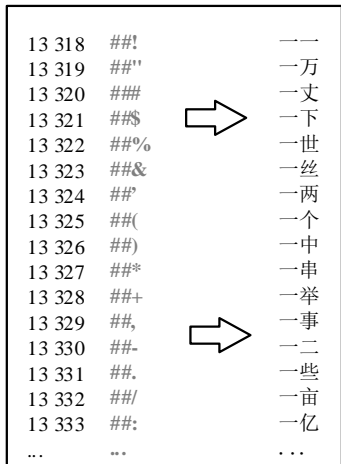 13 318 ##! 一一
13 319 ##" 一万
13 320 ### 一丈
13 321 ##$ 一下
13 322 ##% 一世
13 323 ##& 一丝
13 324 ##’ 一两
13 325 ##( 一个
13 326 ##) 一中
13 327 ##* 一串
13 328 ##+ 一举
13 329 ##, 一事
13 330 ##- 一二
13 331 ##. 一些
13 332 ##/ 一亩
13 333 ##: 一亿
... ... ...